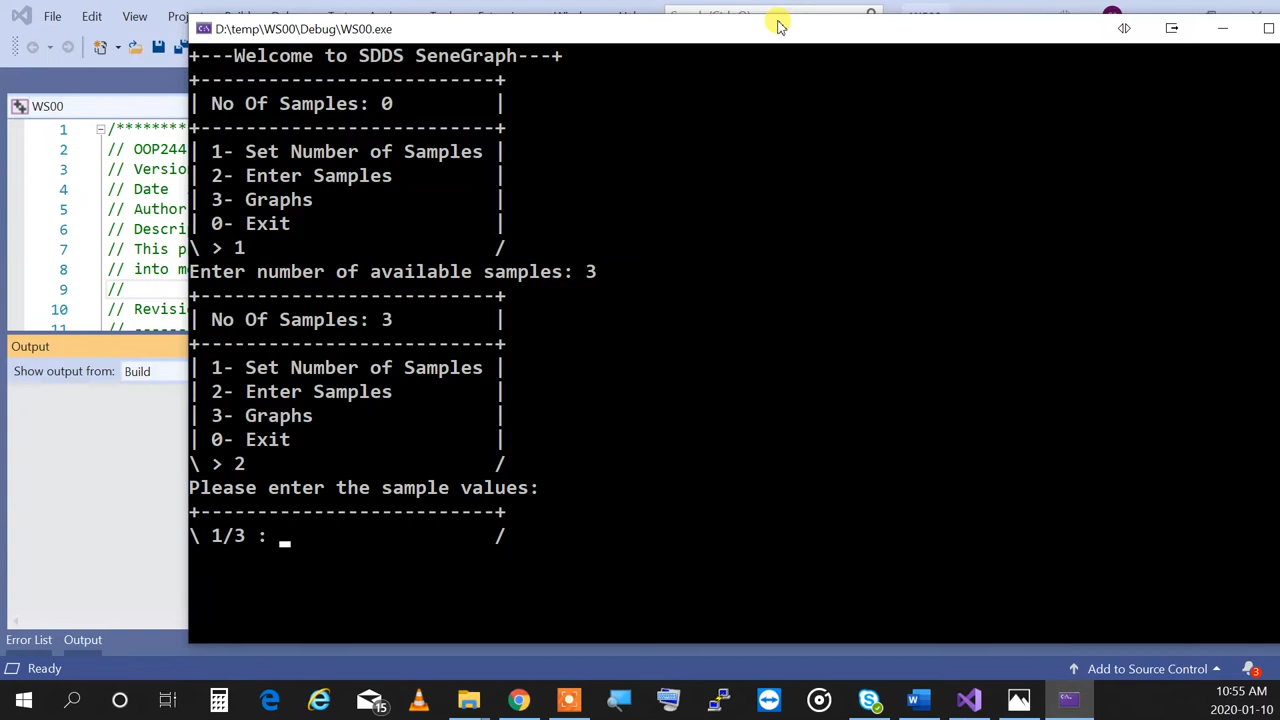 File Edit View Project
D:\temp\WS00\Debug\WS00.exe
WS00
1 /*********
2 // OOP244
3 // Versio
4 // Date
5 // Author
6 // Descri
7 // This p
8 // into m
9 //
10 // Revisi
11 // -----
Output
Show output from: Build
+---Welcome to SDDS SeneGraph---+
+---------------------------+
| No Of Samples: 0 |
+---------------------------+
| 1- Set Number of Samples |
| 2- Enter Samples |
| 3- Graphs |
| 0- Exit |
\ > 1 /
Enter number of available samples: 3
+---------------------------+
| No Of Samples: 3 |
+---------------------------+
| 1- Set Number of Samples |
| 2- Enter Samples |
| 3- Graphs |
| 0- Exit |
\ > 2 /
Please enter the sample values:
+---------------------------+
\ 1/3 : _ /
Error List Output
Ready
Add to Source Control
3
15
10:55 AM
2020-01-10